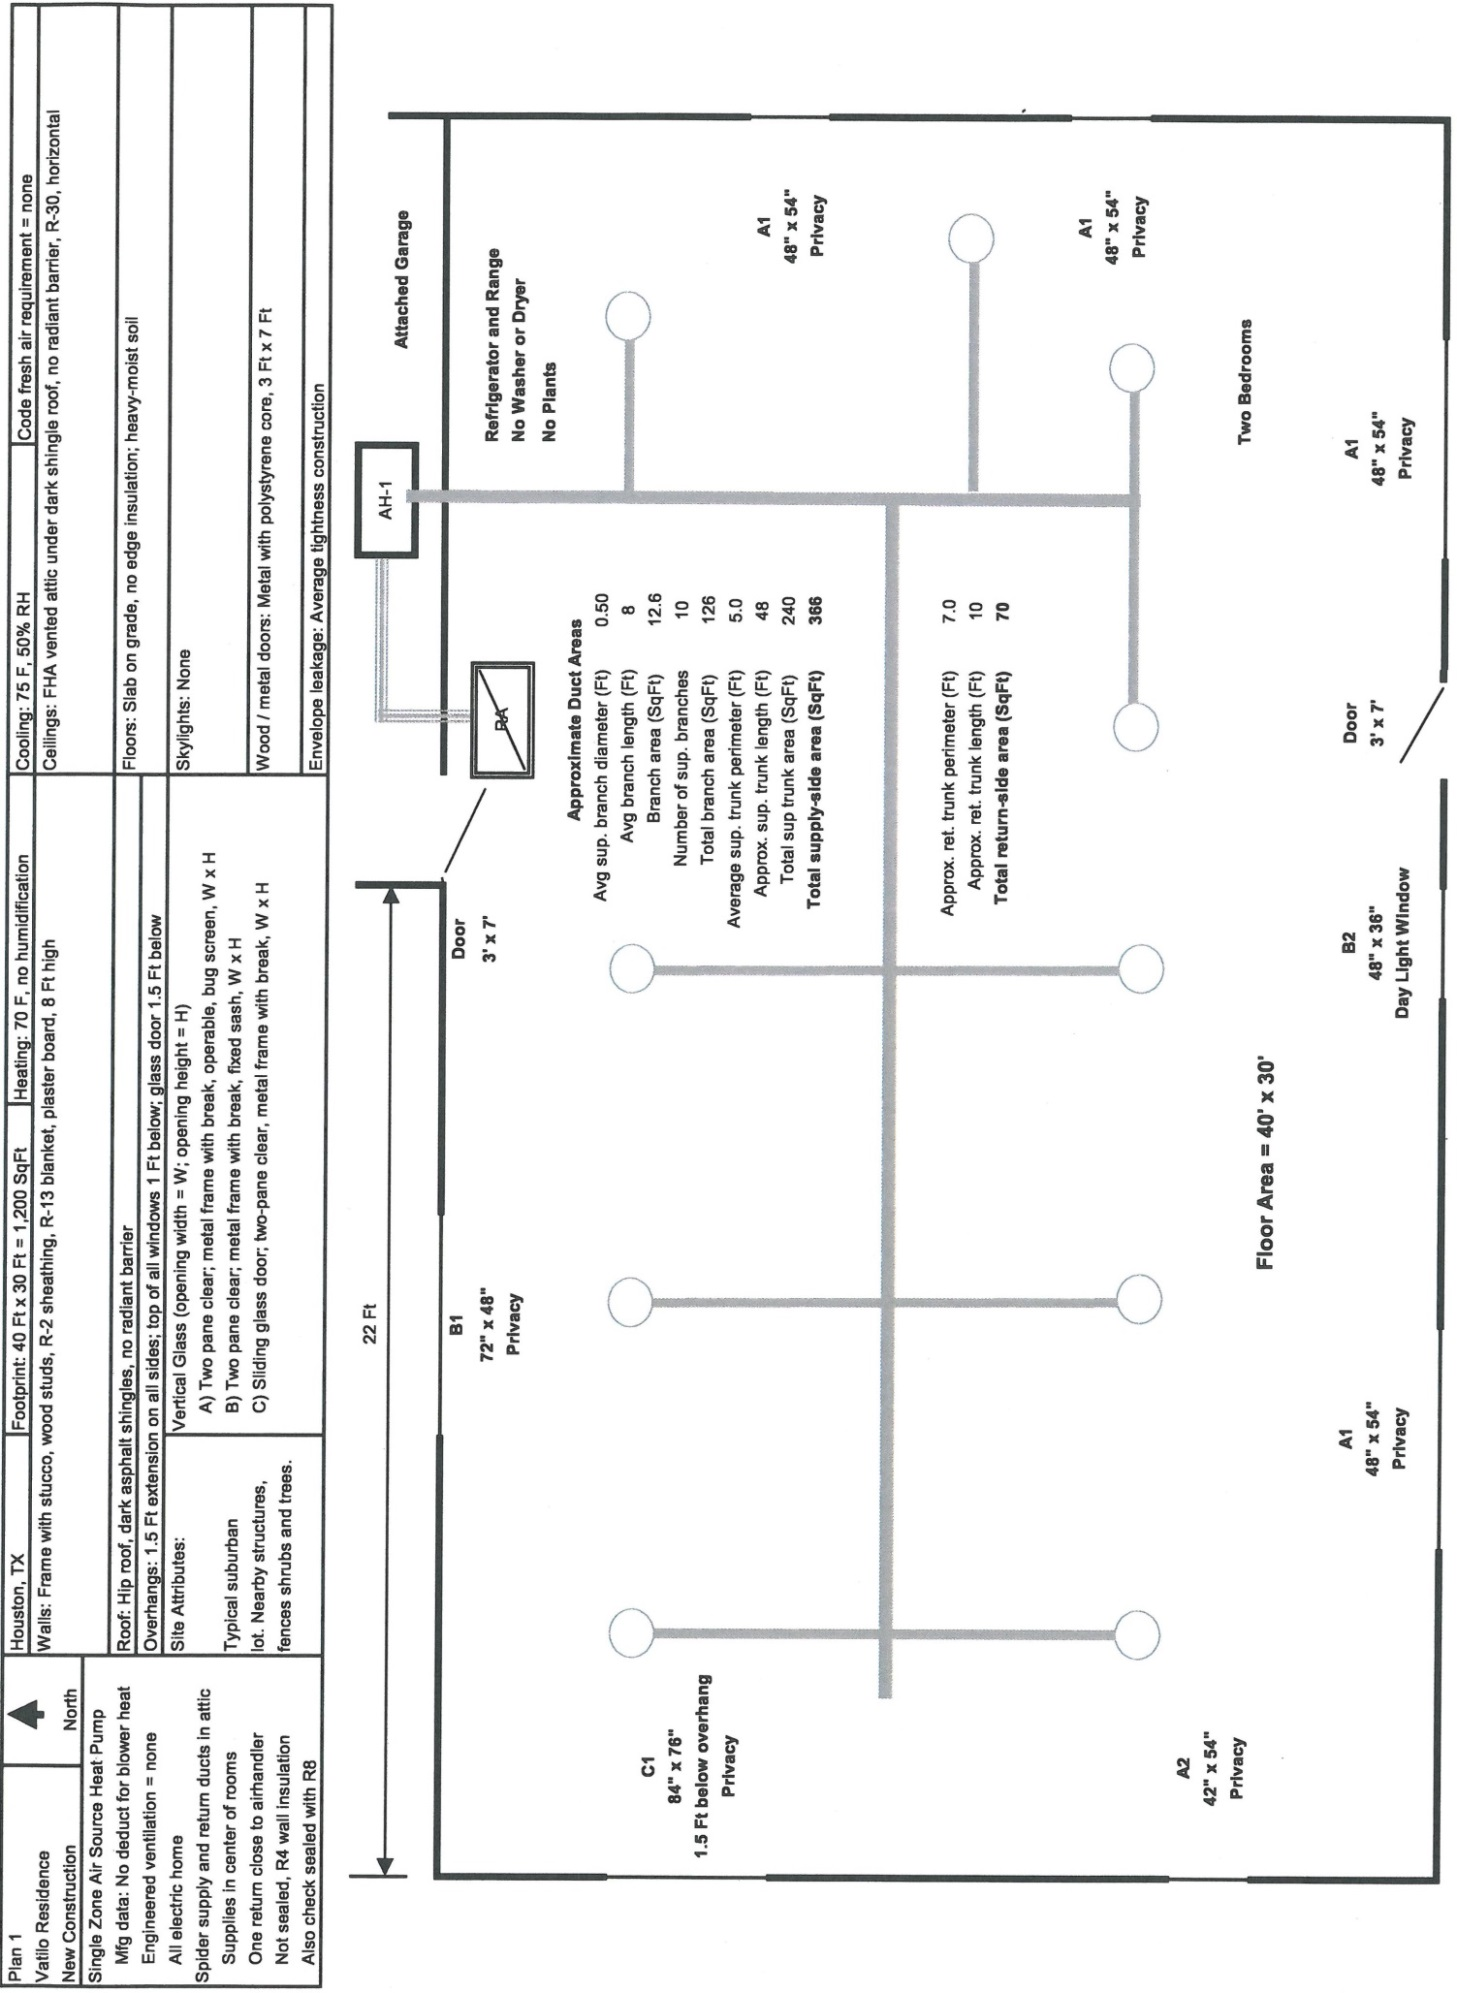 Plan 1
North
Vatilo Residence
New Construction
Single Zone Air Source Heat Pump
Mfg data: No deduct for blower heat
Engineered ventilation = none
All electric home
Spider supply and return ducts in attic
Supplies in center of rooms
One return close to airhandler
Not sealed, R4 wall insulation
Also check sealed with R8
Houston, TX
Footprint: 40 Ft x 30 Ft = 1,200 SqFt
Heating: 70 F, no humidification
Cooling: 75 F, 50% RH
Code fresh air requirement = none
Walls: Frame with stucco, wood studs, R-2 sheathing, R-13 blanket, plaster board, 8 Ft high
Ceilings: FHA vented attic under dark shingle roof, no radiant barrier, R-30, horizontal
Roof: Hip roof, dark asphalt shingles, no radiant barrier
Floors: Slab on grade, no edge insulation; heavy-moist soil
Overhangs: 1.5 Ft extension on all sides; top of all windows 1 Ft below; glass door 1.5 Ft below
Site Attributes:
Typical suburban
lot. Nearby structures,
fences shrubs and trees.
Vertical Glass (opening width = W; opening height = H)
A) Two pane clear; metal frame with break, operable, bug screen, W x H
B) Two pane clear; metal frame with break, fixed sash, W x H
C) Sliding glass door; two-pane clear, metal frame with break, W x H
Skylights: None
Wood / metal doors: Metal with polystyrene core, 3 Ft x 7 Ft
Envelope leakage: Average tightness construction
22 Ft
AH-1
Attached Garage
RA
Door
3' x 7'
B1
72" x 48"
Privacy
Refrigerator and Range
No Washer or Dryer
No Plants
Approximate Duct Areas
Avg sup. branch diameter (Ft) 0.50
Avg branch length (Ft) 8
Branch area (SqFt) 12.6
Number of sup. branches 10
Total branch area (SqFt) 126
Average sup. trunk perimeter (Ft) 5.0
Approx. sup. trunk length (Ft) 48
Total sup trunk area (SqFt) 240
Total supply-side area (SqFt) 366
Approx. ret. trunk perimeter (Ft) 7.0
Approx. ret. trunk length (Ft) 10
Total return-side area (SqFt) 70
C1
84" x 76"
1.5 Ft below overhang
Privacy
A1
48" x 54"
Privacy
A1
48" x 54"
Privacy
A2
42" x 54"
Privacy
Floor Area = 40' x 30'
Two Bedrooms
A1
48" x 54"
Privacy
B2
48" x 36"
Day Light Window
Door
3' x 7'
A1
48" x 54"
Privacy